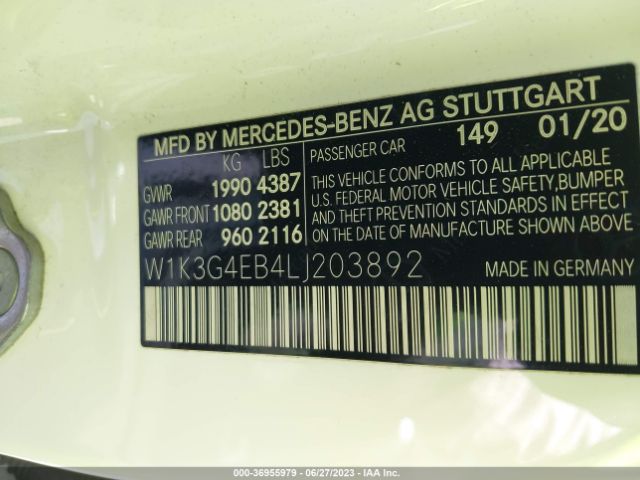 MFD BY MERCEDES-BENZ AG STUTTGART
KG LBS PASSENGER CAR 149 01/20
GVWR 1990 4387
GAWR FRONT 1080 2381
GAWR REAR 960 2116
THIS VEHICLE CONFORMS TO ALL APPLICABLE
U.S. FEDERAL MOTOR VEHICLE SAFETY, BUMPER
AND THEFT PREVENTION STANDARDS IN EFFECT
ON THE DATE OF MANUFACTURE SHOWN ABOVE
W1K3G4EB4LJ203892 MADE IN GERMANY
000-36955979 - 06/27/2023 - IAA Inc.